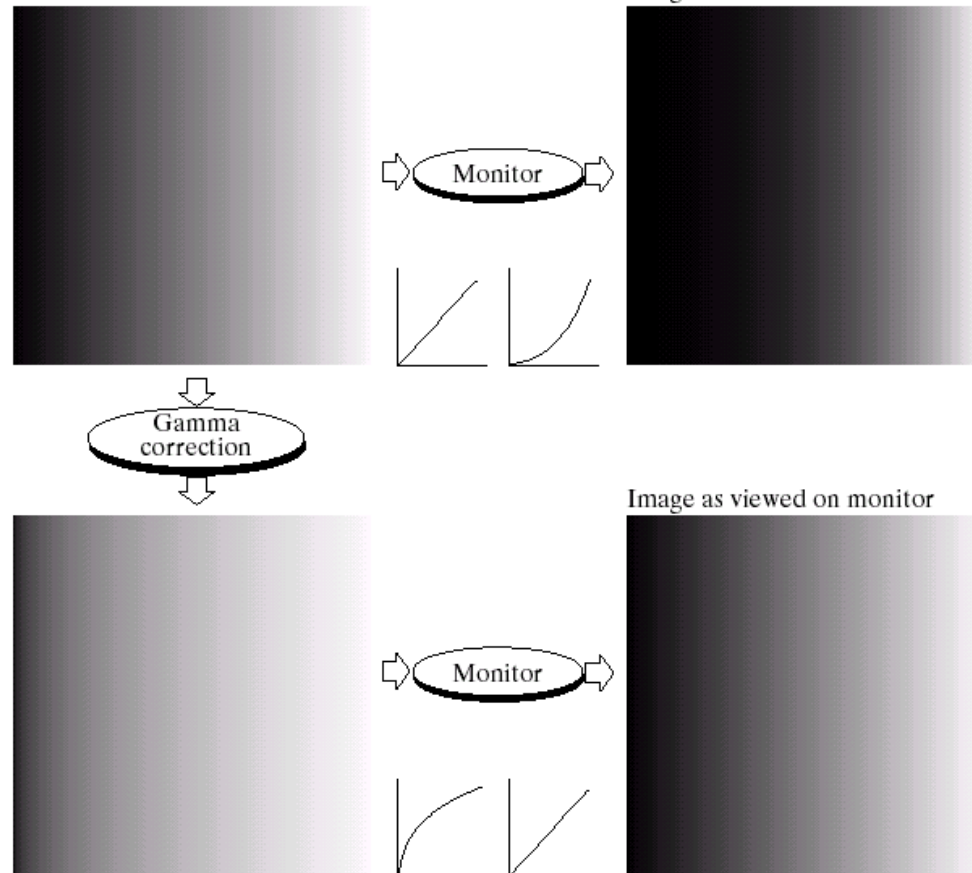 Monitor
Gamma
correction
Image as viewed on monitor
Monitor